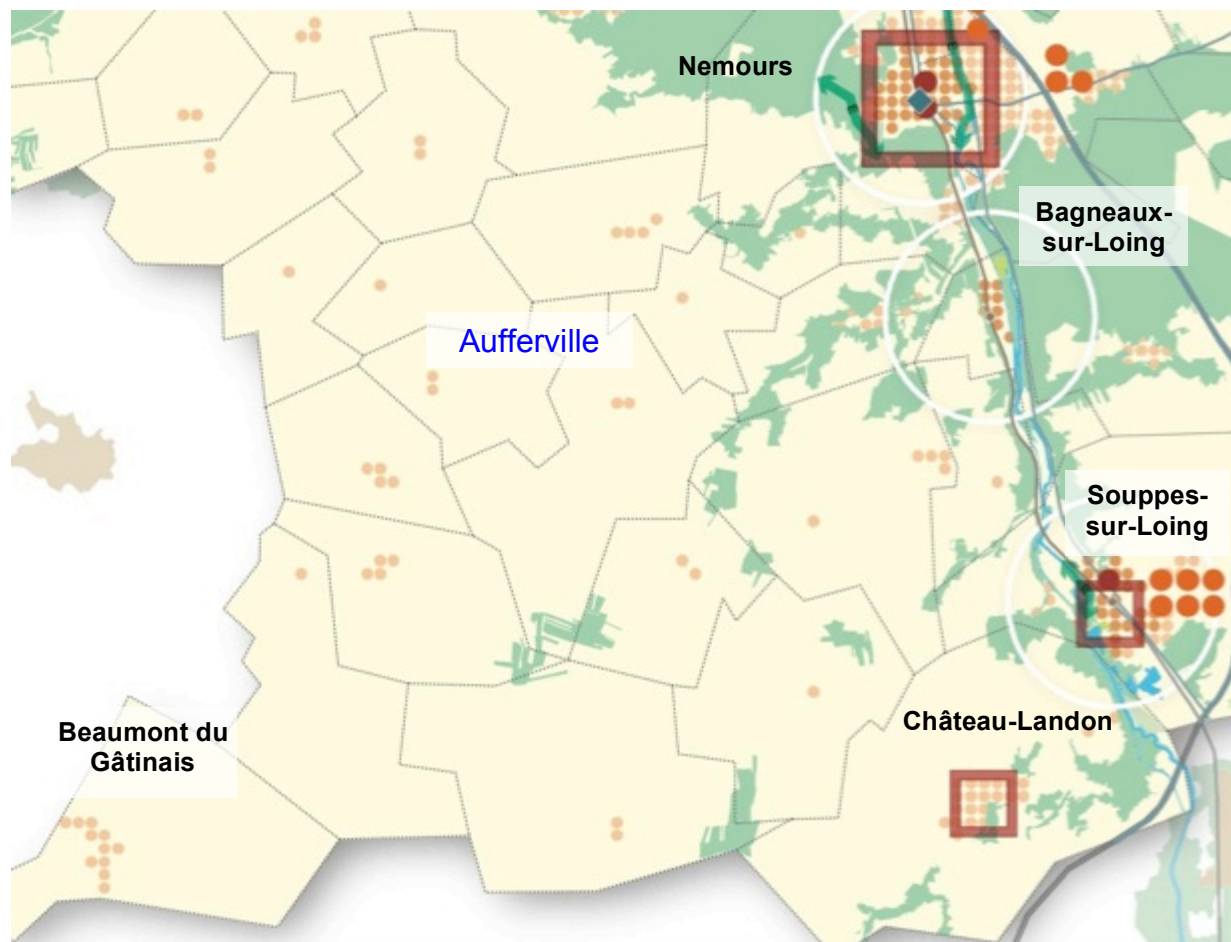 Nemours
Bagneaux-
sur-Loing
Aufferville
Souppes-
sur-Loing
Château-Landon
Beaumont du
Gâtinais